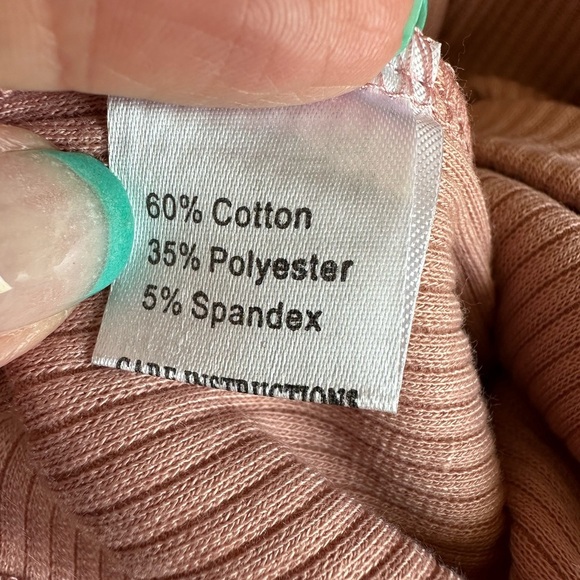 60% Cotton
35% Polyester
5% Spandex
CARE INSTRUCTIONS